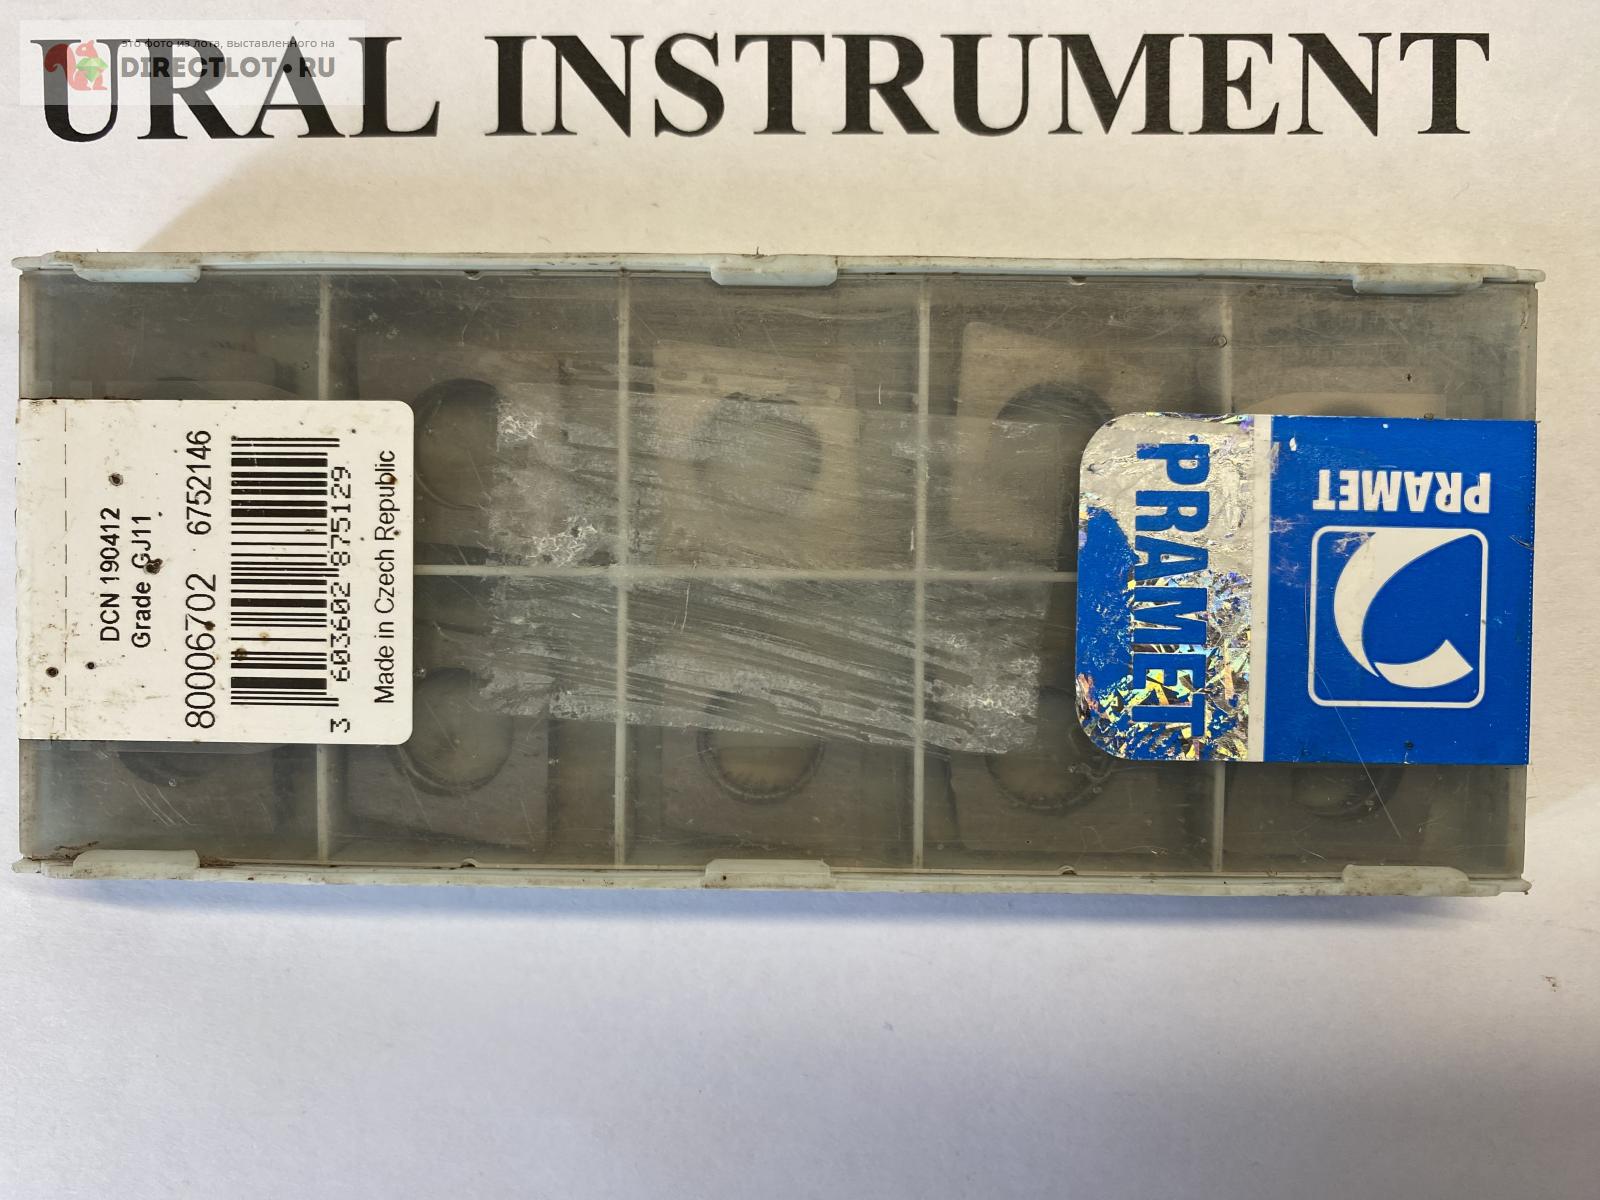 URAL INSTRUMENT
это фото из лота, выставленного на
DIRECTLOT.RU
DCN 190412
Grade GJ11
80006702 6752146
3 603602 875129
Made in Czech Republic
PRAMET
PRAMET